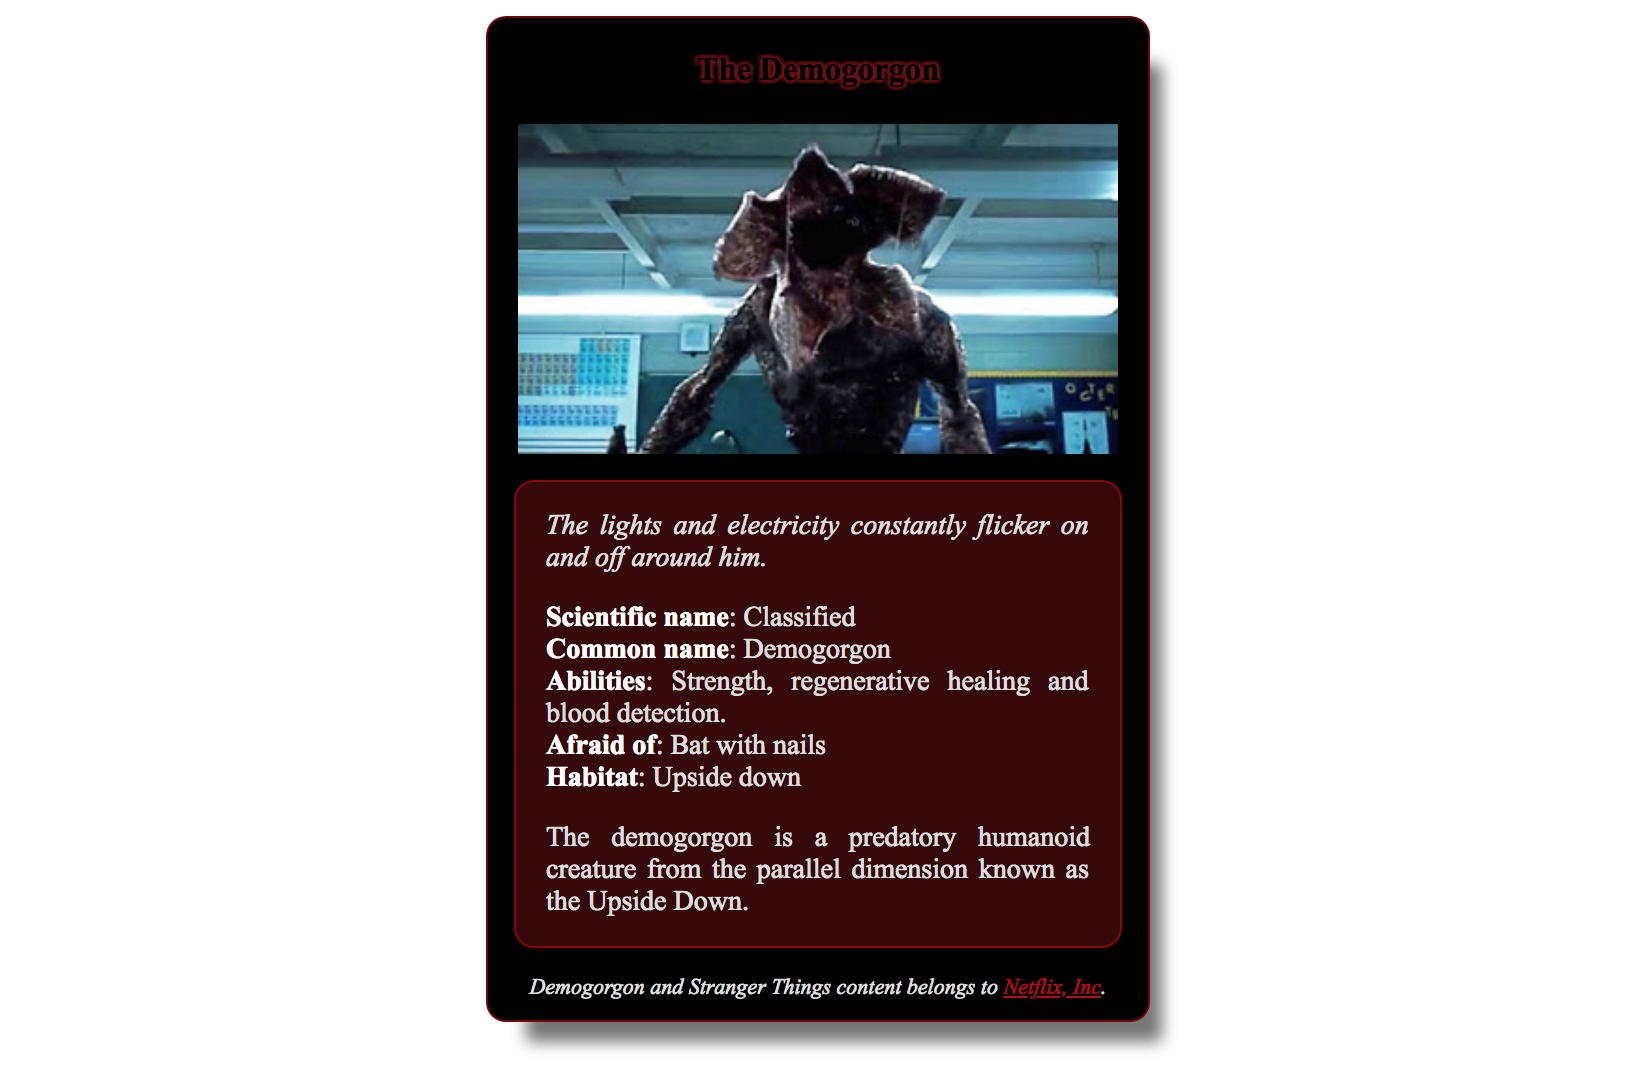 The Demogorgon
The lights and electricity constantly flicker on
and off around him.
Scientific name: Classified
Common name: Demogorgon
Abilities: Strength, regenerative healing and
blood detection.
Afraid of: Bat with nails
Habitat: Upside down
The demogorgon is a predatory humanoid
creature from the parallel dimension known as
the Upside Down.
Demogorgon and Stranger Things content belongs to Netflix, Inc.